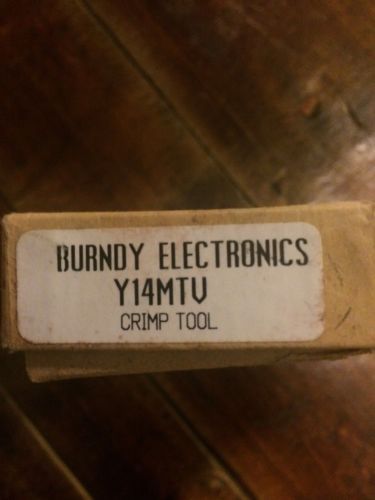 BURNDY ELECTRONICS
Y14MTV
CRIMP TOOL